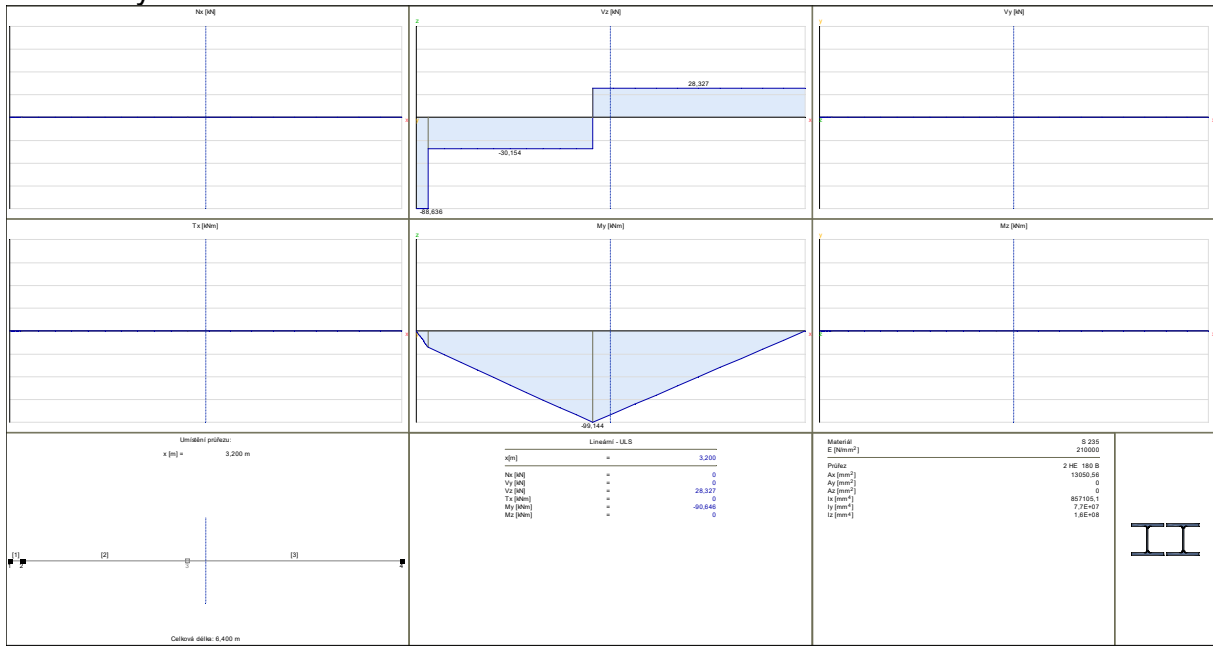 Nx [kN]
Vz [kN]
Vy [kN]
z
y
28,327
x
x
z
-30,154
-88,636
Tx [kNm]
My [kNm]
Mz [kNm]
z
y
x
x
z
-99,144
Umístění průřezu:
x [m] = 3,200 m
[1] [2] [3]
1 2 3 4
Celková délka: 6,400 m
Lineární - ULS
x[m] = 3,200
Nx [kN] = 0
Vy [kN] = 0
Vz [kN] = 28,327
Tx [kNm] = 0
My [kNm] = -90,646
Mz [kNm] = 0
Materiál S 235
E [N/mm²] 210000
Průřez 2 HE 180 B
Ax [mm²] 13050,56
Ay [mm²] 0
Az [mm²] 0
Ix [mm⁴] 857105,1
Iy [mm⁴] 7,7E+07
Iz [mm⁴] 1,6E+08